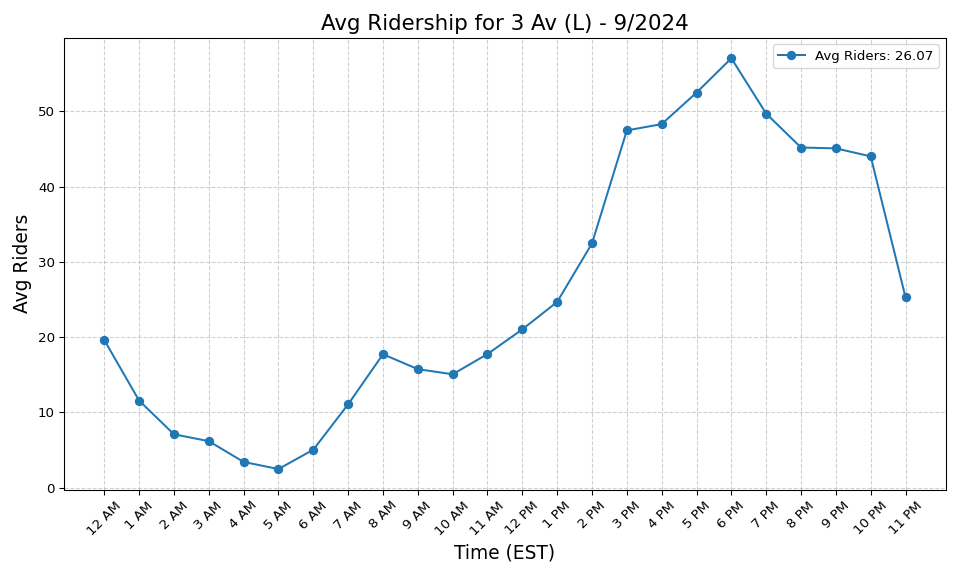 Avg Ridership for 3 Av (L) - 9/2024
Avg Riders: 26.07
Avg Riders
50
40
30
20
10
0
12 AM
1 AM
2 AM
3 AM
4 AM
5 AM
6 AM
7 AM
8 AM
9 AM
10 AM
11 AM
12 PM
1 PM
2 PM
3 PM
4 PM
5 PM
6 PM
7 PM
8 PM
9 PM
10 PM
11 PM
Time (EST)